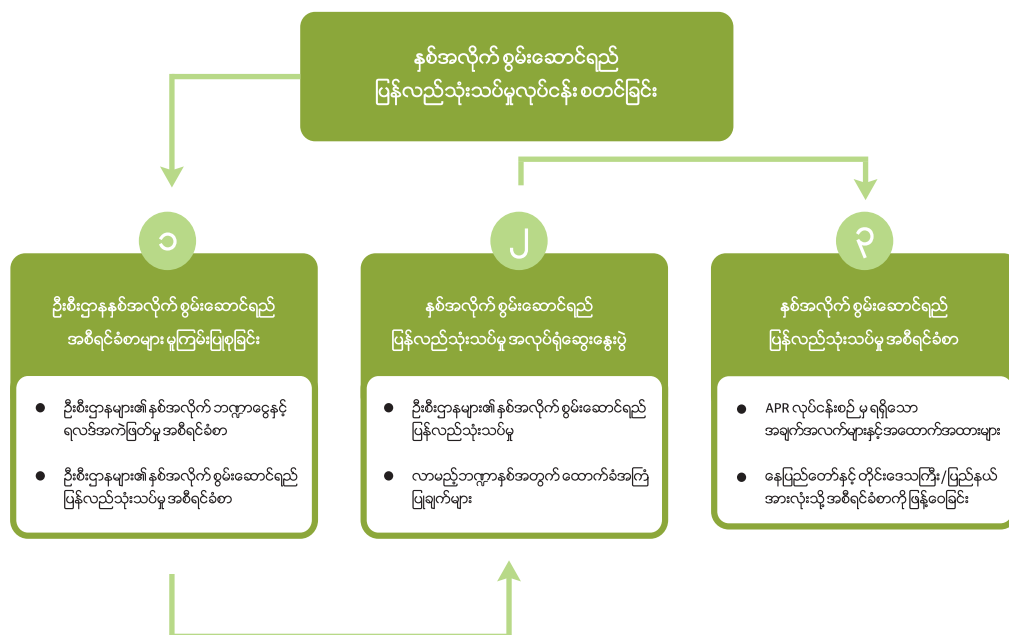 နှစ်အလိုက် စွမ်းဆောင်ရည်
ပြန်လည်သုံးသပ်မှုလုပ်ငန်း စတင်ခြင်း
၁
ဦးစီးဌာနနှစ်အလိုက် စွမ်းဆောင်ရည်
အစီရင်ခံစာများ မူကြမ်းပြုစုခြင်း
● ဦးစီးဌာနများ၏ နှစ်အလိုက် ဘဏ္ဍာငွေနှင့်
ရလဒ်အကဲဖြတ်မှု အစီရင်ခံစာ
● ဦးစီးဌာနများ၏ နှစ်အလိုက် စွမ်းဆောင်ရည်
ပြန်လည်သုံးသပ်မှု အစီရင်ခံစာ
၂
နှစ်အလိုက် စွမ်းဆောင်ရည်
ပြန်လည်သုံးသပ်မှု အလုပ်ရုံဆွေးနွေးပွဲ
● ဦးစီးဌာနများ၏ နှစ်အလိုက် စွမ်းဆောင်ရည်
ပြန်လည်သုံးသပ်မှု
● လာမည့်ဘဏ္ဍာနှစ်အတွက် ထောက်ခံအကြံ
ပြုချက်များ
၃
နှစ်အလိုက် စွမ်းဆောင်ရည်
ပြန်လည်သုံးသပ်မှု အစီရင်ခံစာ
● APR လုပ်ငန်းစဉ် မှ ရရှိသော
အချက်အလက်များနှင့် အထောက်အထားများ
● နေပြည်တော်နှင့် တိုင်းဒေသကြီး/ပြည်နယ်
အားလုံးသို့ အစီရင်ခံစာကို ဖြန့်ဝေခြင်း